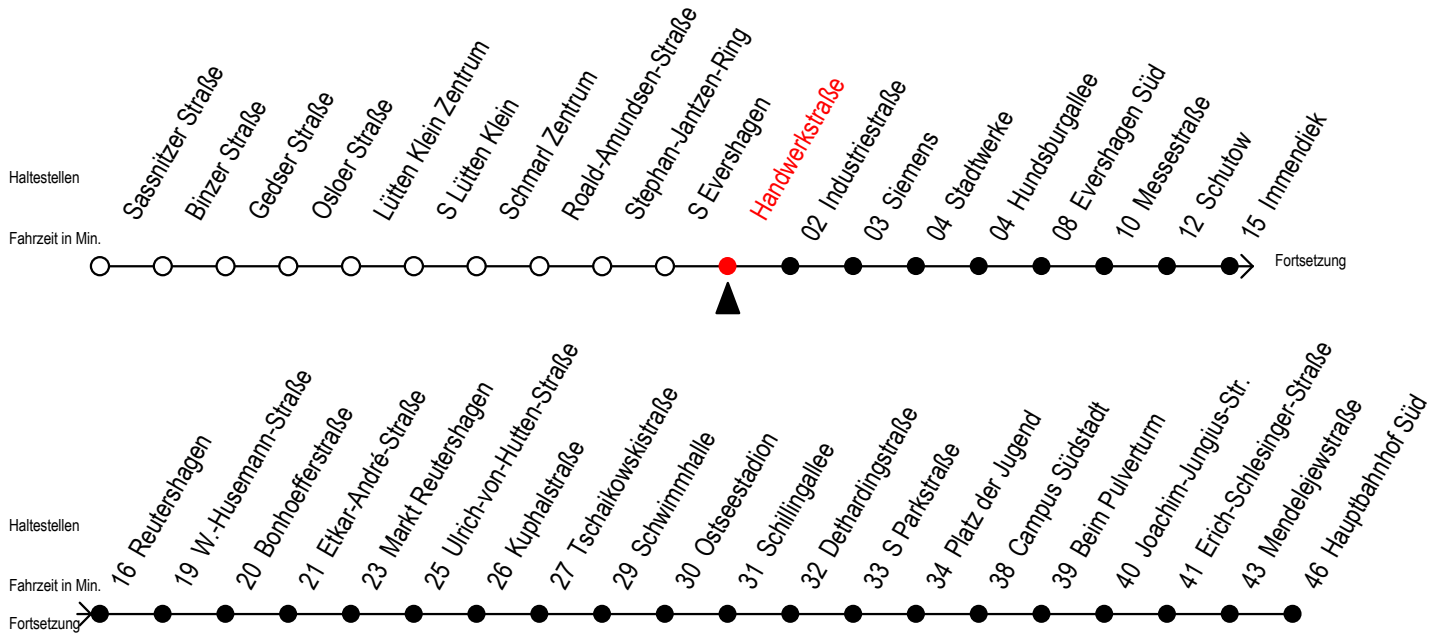 Haltestellen
Sassnitzer Straße
Binzer Straße
Gedser Straße
Osloer Straße
Lütten Klein Zentrum
S Lütten Klein
Schmarl Zentrum
Roald-Amundsen-Straße
Stephan-Jantzen-Ring
S Evershagen
Handwerkstraße
02 Industriestraße
03 Siemens
04 Stadtwerke
04 Hundsburgallee
08 Evershagen Süd
10 Messestraße
12 Schutow
15 Immendiek
Fahrzeit in Min.
Fortsetzung
Haltestellen
16 Reutershagen
19 W.-Husemann-Straße
20 Bonhoefferstraße
21 Etkar-André-Straße
23 Markt Reutershagen
25 Ulrich-von-Hutten-Straße
26 Kuphalstraße
27 Tschaikowskistraße
29 Schwimmhalle
30 Ostseestadion
31 Schillingallee
32 Dethardingstraße
33 S Parkstraße
34 Platz der Jugend
38 Campus Südstadt
39 Beim Pulverturm
40 Joachim-Jungius-Str.
41 Erich-Schlesinger-Straße
43 Mendelejewstraße
46 Hauptbahnhof Süd
Fahrzeit in Min.
Fortsetzung